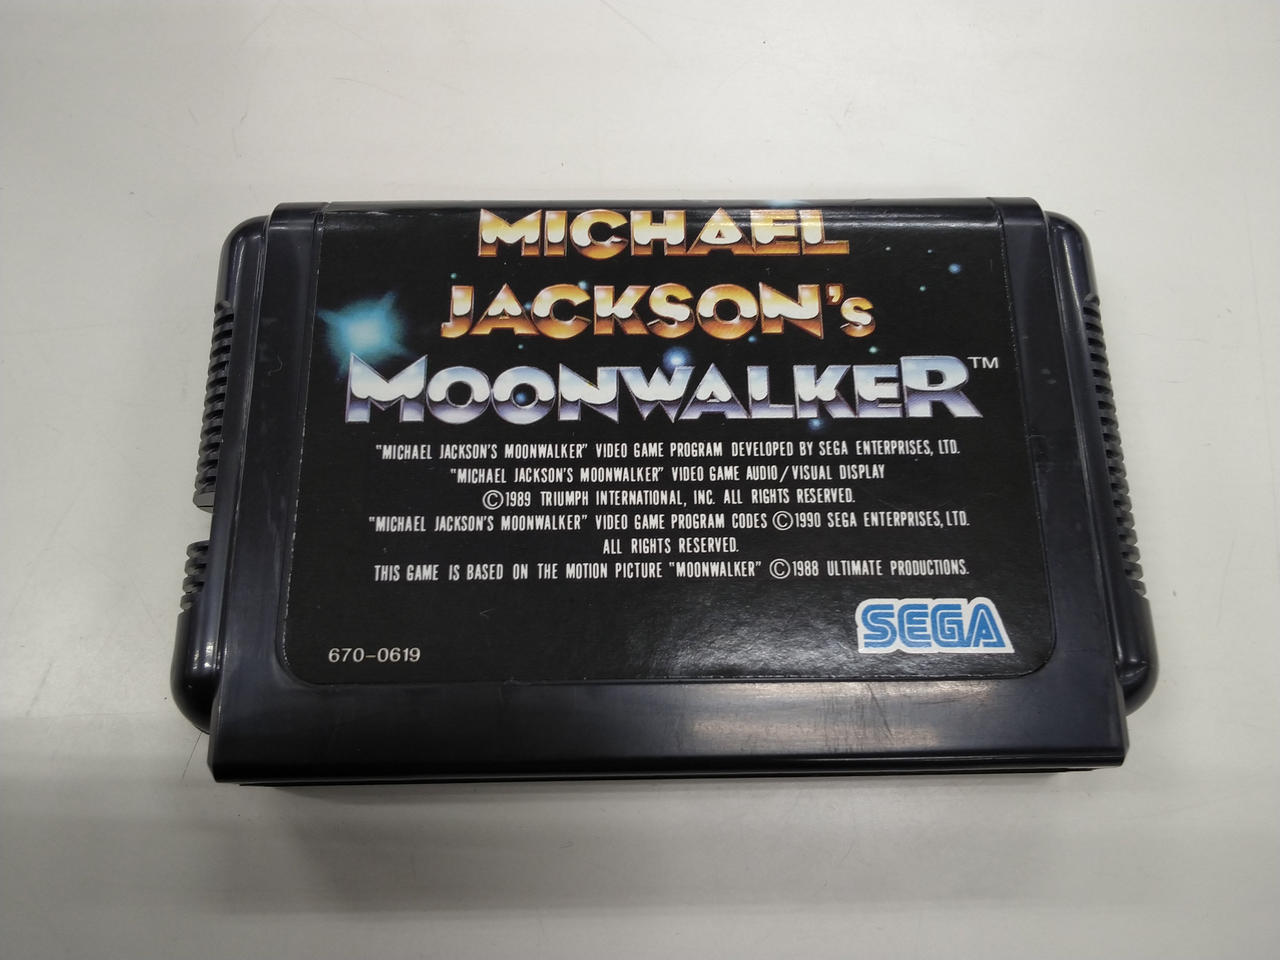 MICHAEL
JACKSON's
MOONWALKER™
"MICHAEL JACKSON'S MOONWALKER" VIDEO GAME PROGRAM DEVELOPED BY SEGA ENTERPRISES, LTD.
"MICHAEL JACKSON'S MOONWALKER" VIDEO GAME AUDIO/VISUAL DISPLAY
©1989 TRIUMPH INTERNATIONAL, INC. ALL RIGHTS RESERVED.
"MICHAEL JACKSON'S MOONWALKER" VIDEO GAME PROGRAM CODES ©1990 SEGA ENTERPRISES, LTD.
ALL RIGHTS RESERVED.
THIS GAME IS BASED ON THE MOTION PICTURE "MOONWALKER" ©1988 ULTIMATE PRODUCTIONS.
SEGA
670-0619